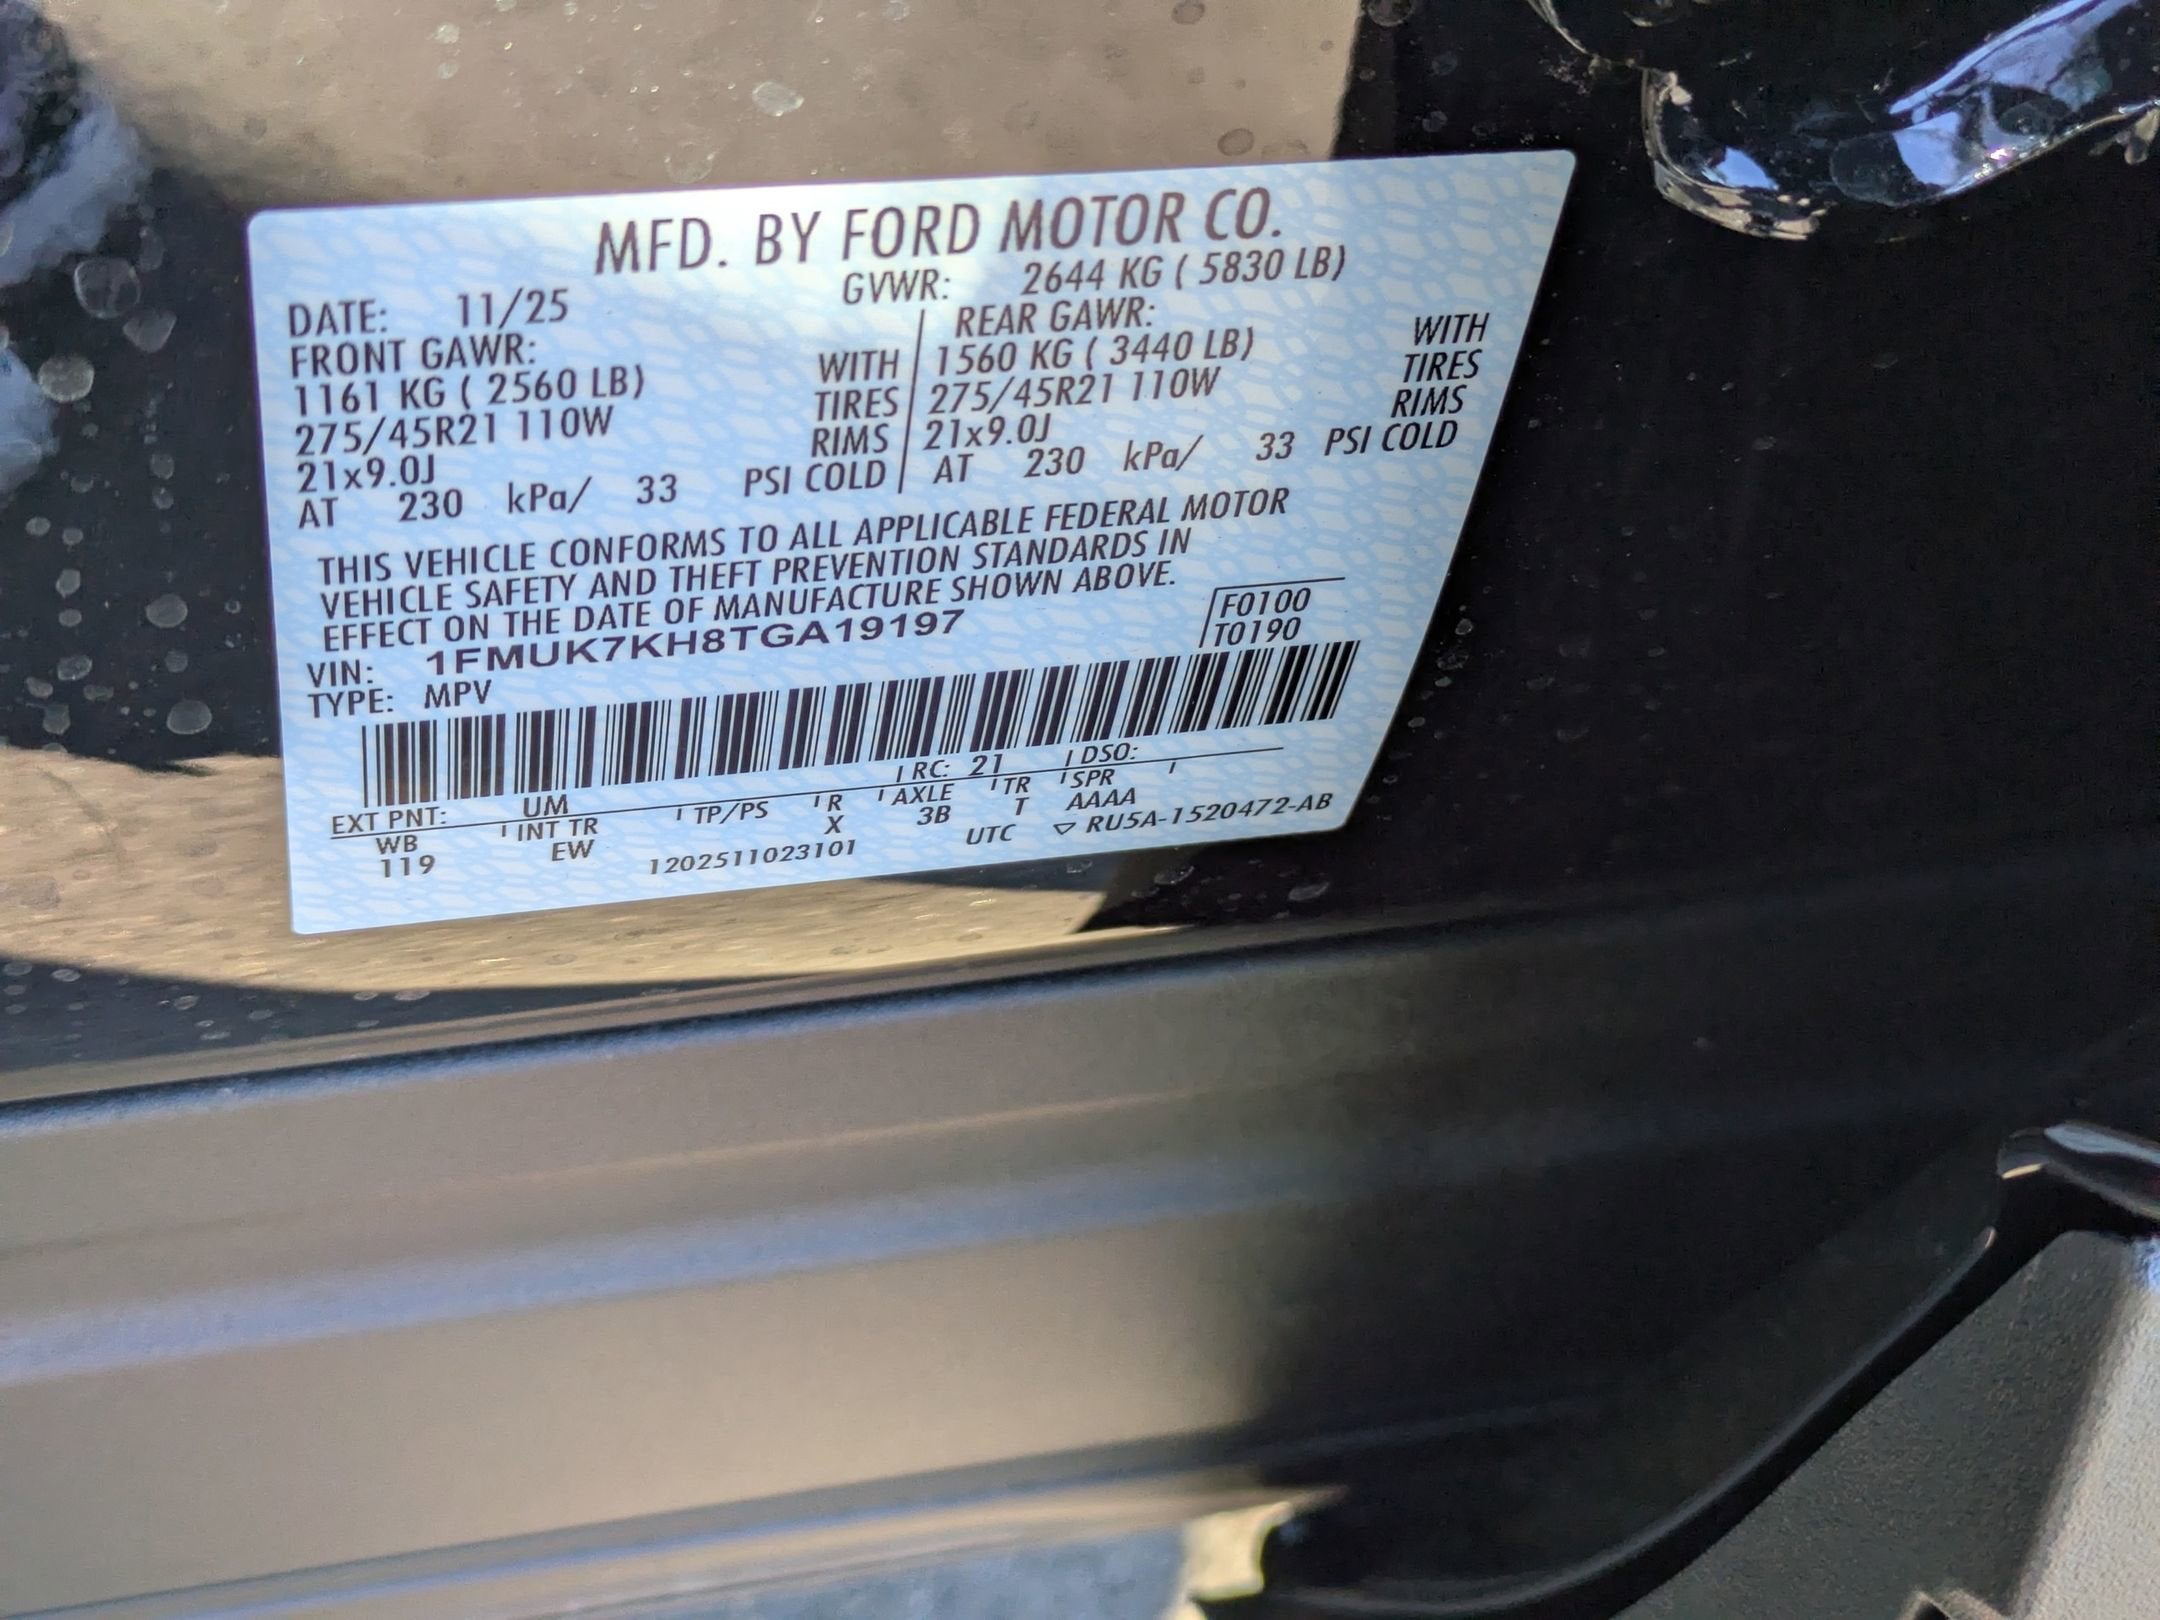 MFD. BY FORD MOTOR CO.
DATE: 11/25 GVWR: 2644 KG ( 5830 LB)
FRONT GAWR: REAR GAWR:
1161 KG ( 2560 LB) WITH 1560 KG ( 3440 LB) WITH
275/45R21 110W TIRES 275/45R21 110W TIRES
21x9.0J RIMS 21x9.0J RIMS
AT 230 kPa/ 33 PSI COLD AT 230 kPa/ 33 PSI COLD
THIS VEHICLE CONFORMS TO ALL APPLICABLE FEDERAL MOTOR
VEHICLE SAFETY AND THEFT PREVENTION STANDARDS IN
EFFECT ON THE DATE OF MANUFACTURE SHOWN ABOVE.
VIN: 1FMUK7KH8TGA19197 F0100
TYPE: MPV T0190
EXT PNT: UM RC: 21 DSO:
WB INT TR TP/PS R AXLE TR SPR
119 EW X 3B T AAAA
1202511023101 UTC ▽ RU5A-1520472-AB